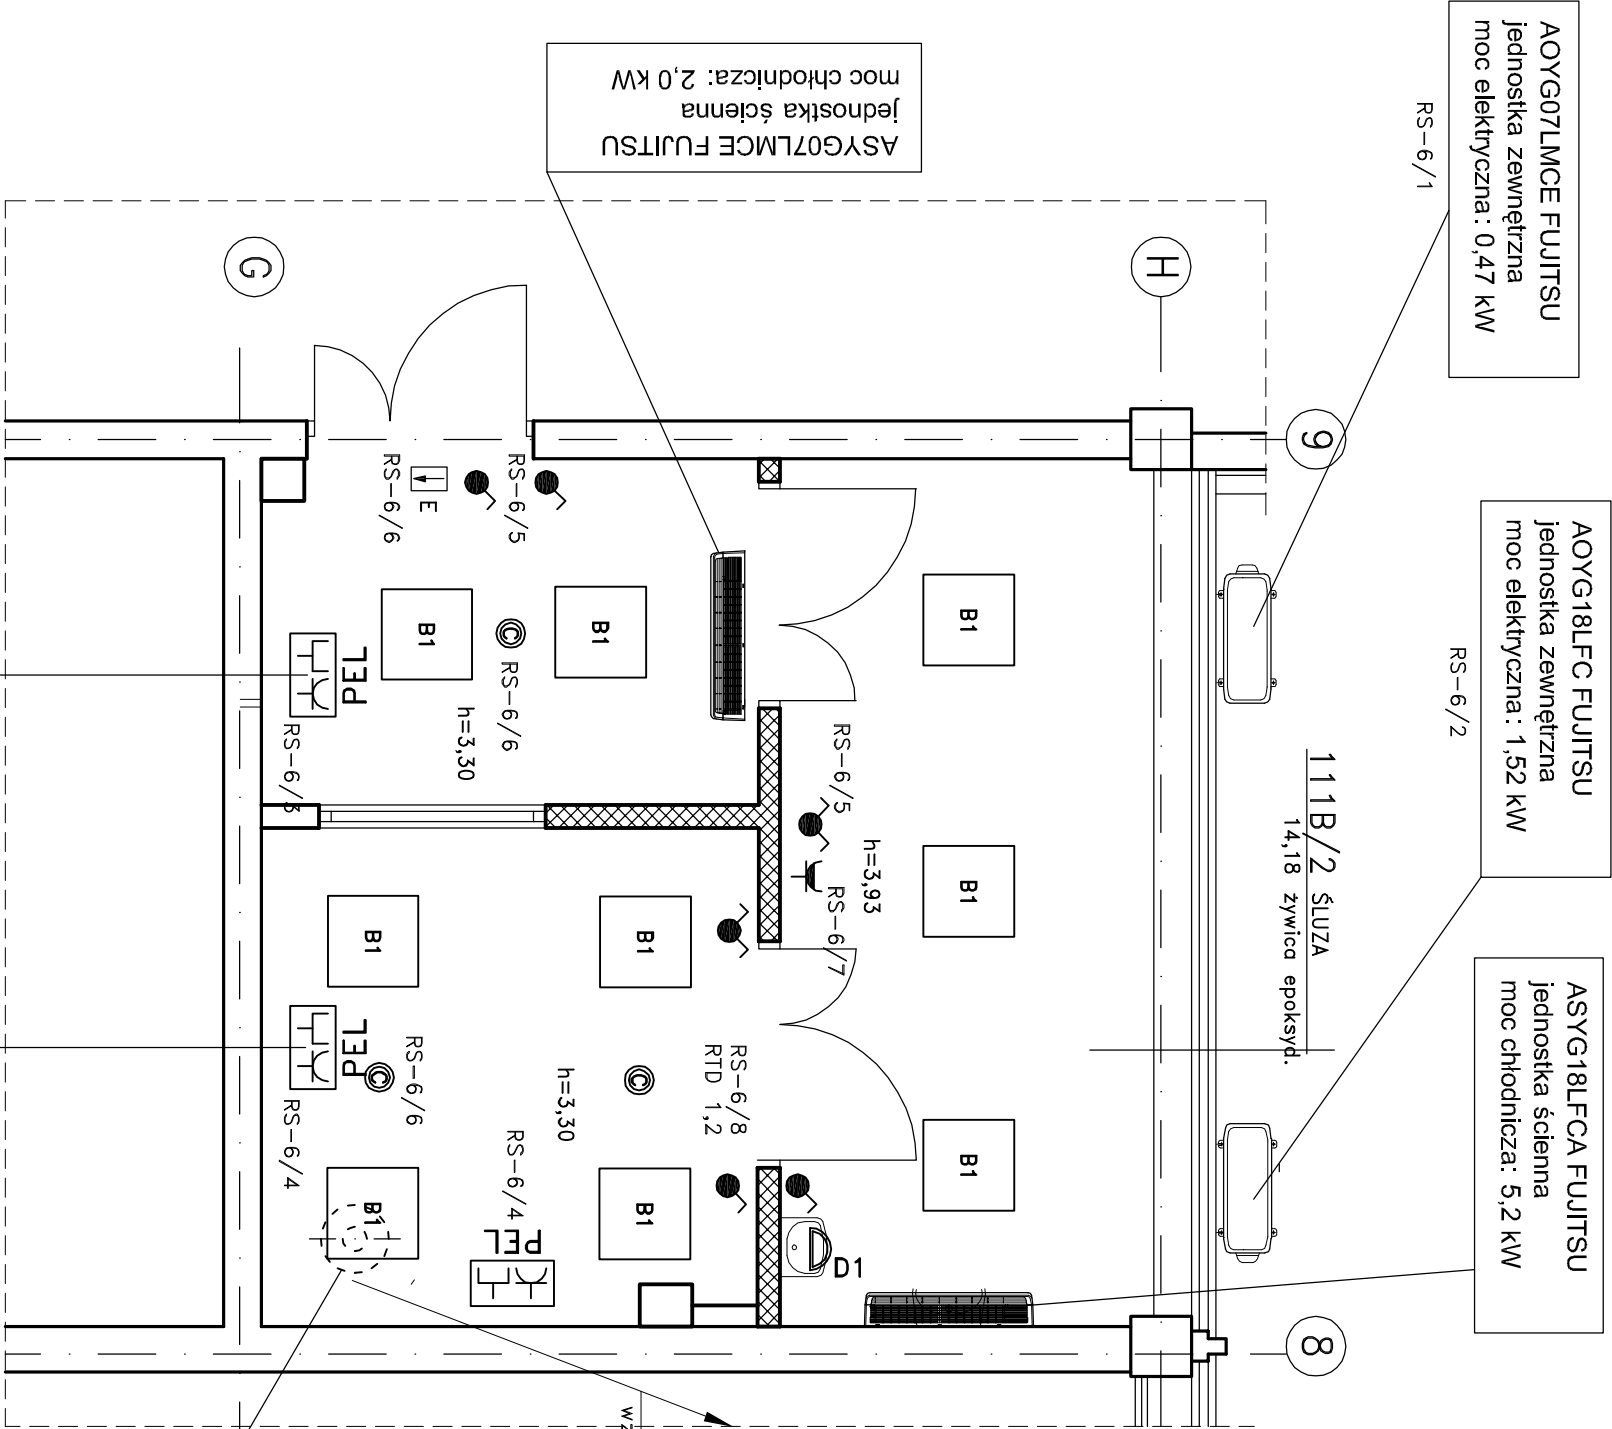 AOYG07LMCE FUJITSU
jednostka zewnętrzna
moc elektryczna: 0,47 kW
RS-6/1
AOYG18LFC FUJITSU
jednostka zewnętrzna
moc elektryczna: 1,52 kW
RS-6/2
ASYG18LFCA FUJITSU
jednostka ścienna
moc chłodnicza: 5,2 kW
ASYG07LMCE FUJITSU
jednostka ścienna
moc chłodnicza: 2,0 kW
111B/2 ŚLUZA
14,18 żywica epoksyd.
G
H
9
8
RS-6/6
E
RS-6/5
B1
B1
C
RS-6/6
h=3,30
PEL
RS-6/3
B1
B1
B1
RS-6/5
h=3,93
RS-6/7
B1
B1
B1
B1
PEL
C
RS-6/6
RS-6/4
C
h=3,30
RS-6/8
RTD 1,2
RS-6/4
PEL
D1